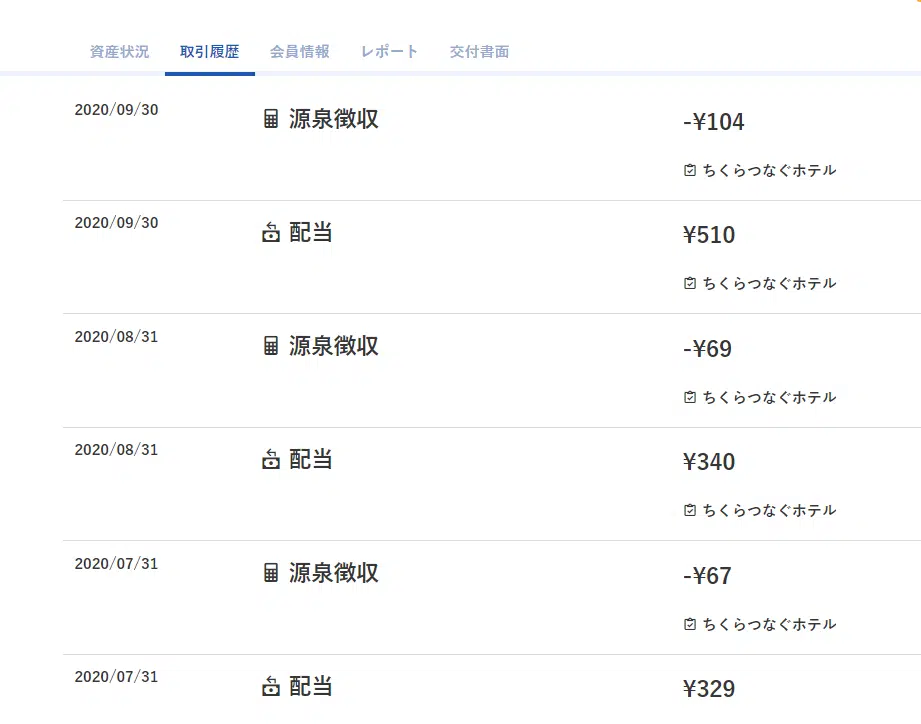 資産状況 取引履歴 会員情報 レポート 交付書面
2020/09/30 源泉徴収 -¥104
ちくらつなぐホテル
2020/09/30 配当 ¥510
ちくらつなぐホテル
2020/08/31 源泉徴収 -¥69
ちくらつなぐホテル
2020/08/31 配当 ¥340
ちくらつなぐホテル
2020/07/31 源泉徴収 -¥67
ちくらつなぐホテル
2020/07/31 配当 ¥329